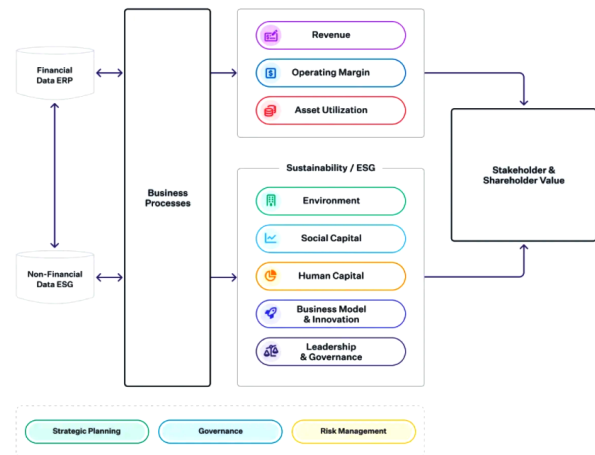 Financial
Data ERP
Non-Financial
Data ESG
Business
Processes
Revenue
Operating Margin
Asset Utilization
Sustainability / ESG
Environment
Social Capital
Human Capital
Business Model
& Innovation
Leadership
& Governance
Stakeholder &
Shareholder Value
Strategic Planning
Governance
Risk Management